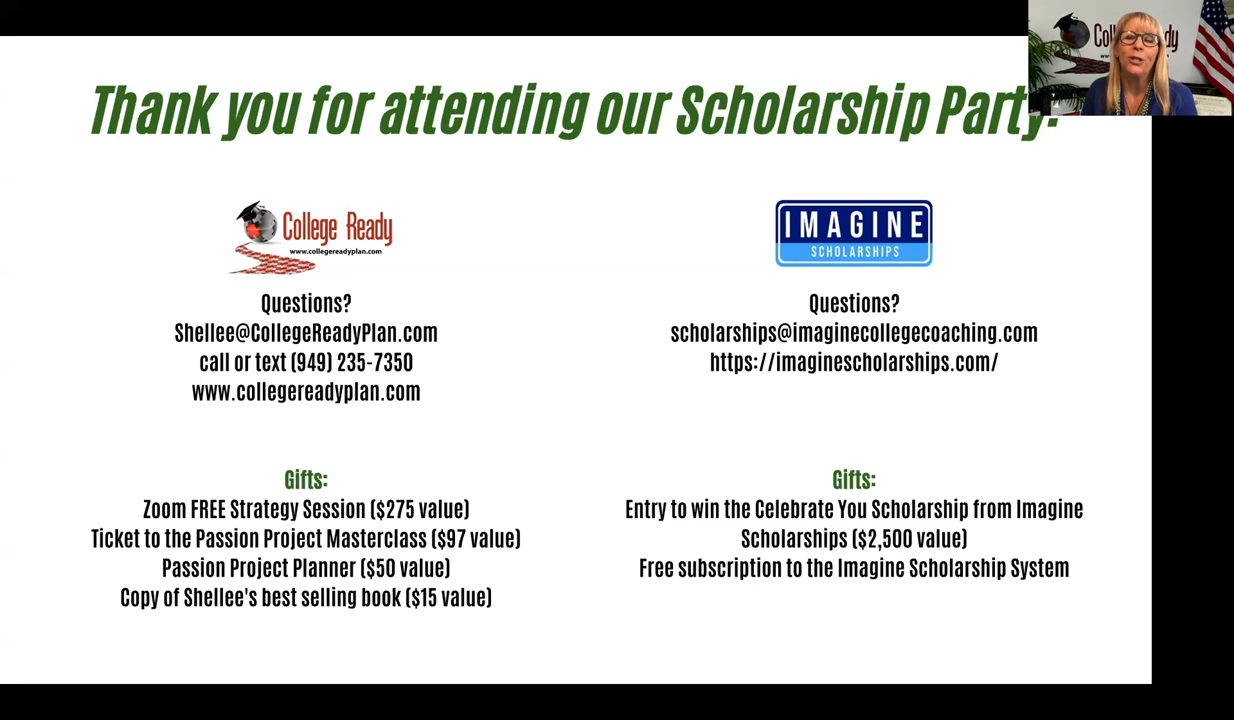 Thank you for attending our Scholarship Party!
College Ready
www.collegereadyplan.com
Questions?
Shellee@CollegeReadyPlan.com
call or text (949) 235-7350
www.collegereadyplan.com
Gifts:
Zoom FREE Strategy Session ($275 value)
Ticket to the Passion Project Masterclass ($97 value)
Passion Project Planner ($50 value)
Copy of Shellee's best selling book ($15 value)
IMAGINE
SCHOLARSHIPS
Questions?
scholarships@imaginecollegecoaching.com
https://imaginescholarships.com/
Gifts:
Entry to win the Celebrate You Scholarship from Imagine
Scholarships ($2,500 value)
Free subscription to the Imagine Scholarship System